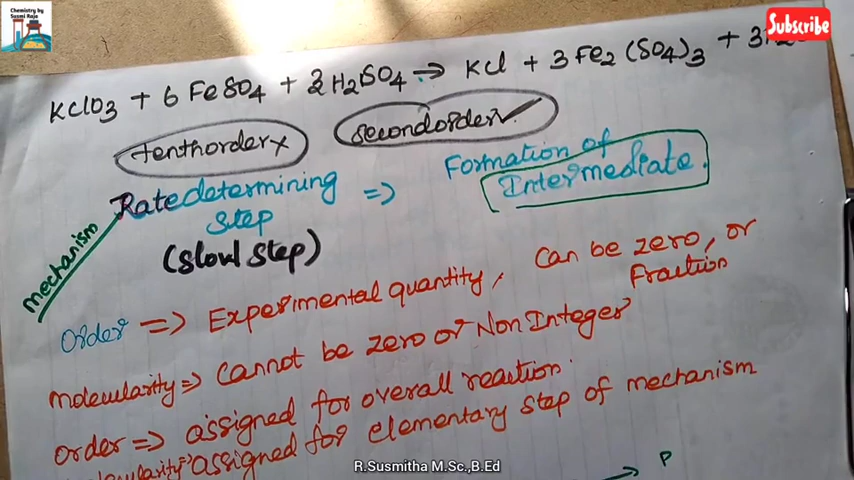 Chemistry by
Susmi Raja
Subscribe
KClO3 + 6 FeSO4 + 3 H2SO4 → KCl + 3 Fe2 (SO4)3 + 3H2
tenthorder x
secondorder ✓
Formation of
Intermediate.
Ratedetermining ⇒
step
(slow step)
mechanism
Order ⇒ Experimental quantity, can be zero, or
Fraction
Molecularity ⇒ cannot be zero or Non Integer
Order ⇒ assigned for overall reaction.
assigned for elementary step of mechanism
P
R.Susmitha M.Sc.,B.Ed